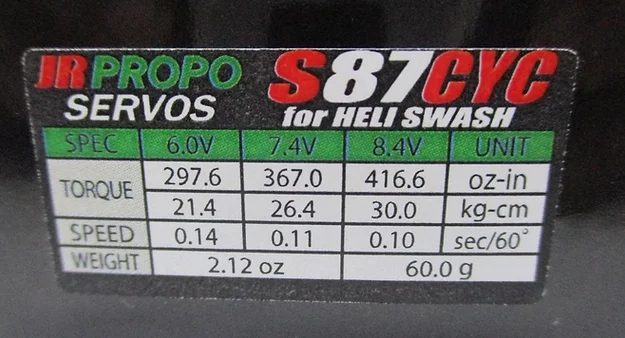 JR PROPO S87CYC
SERVOS for HELI SWASH
SPEC 6.0V 7.4V 8.4V UNIT
TORQUE 297.6 367.0 416.6 oz-in
21.4 26.4 30.0 kg-cm
SPEED 0.14 0.11 0.10 sec/60°
WEIGHT 2.12 oz 60.0 g